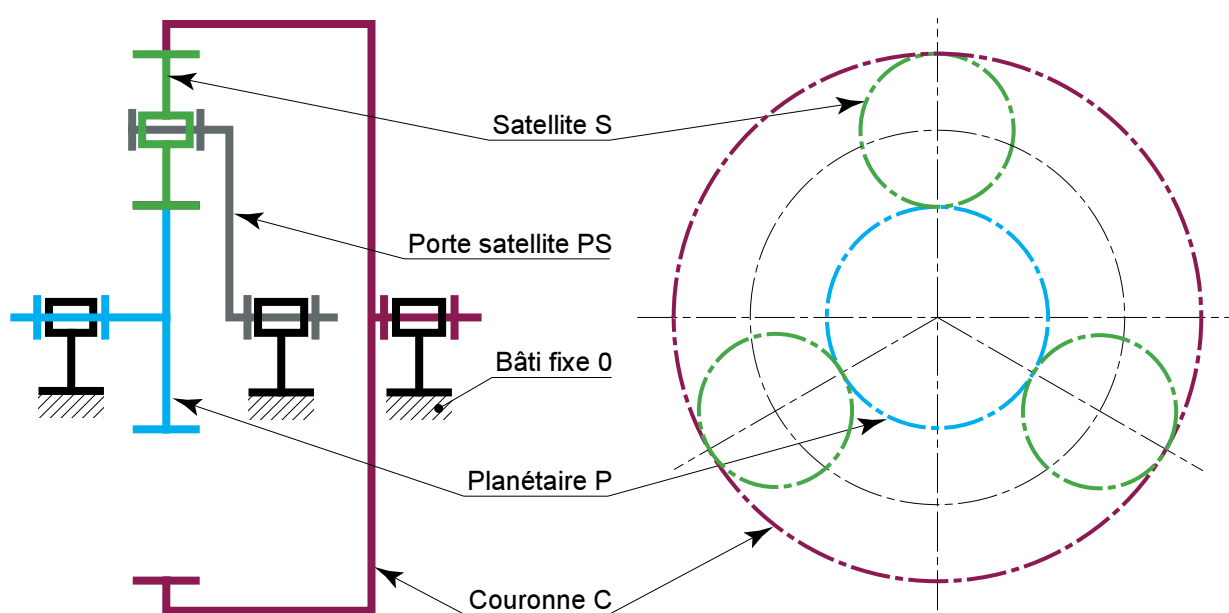 Satellite S
Porte satellite PS
Bâti fixe 0
Planétaire P
Couronne C